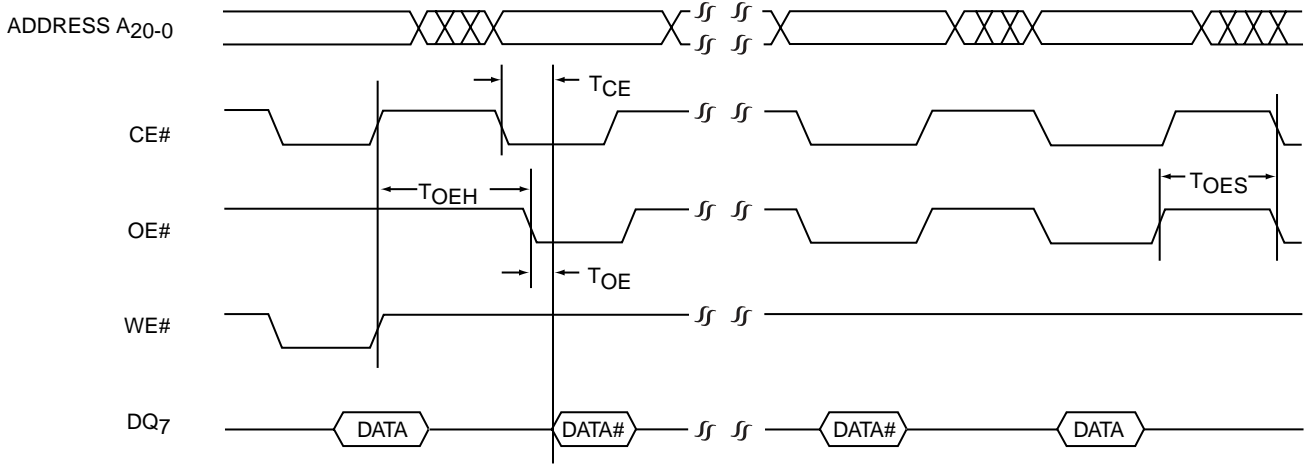 ADDRESS A20-0
TCE
CE#
TOEH
TOES
OE#
TOE
WE#
DQ7
DATA
DATA#
DATA#
DATA